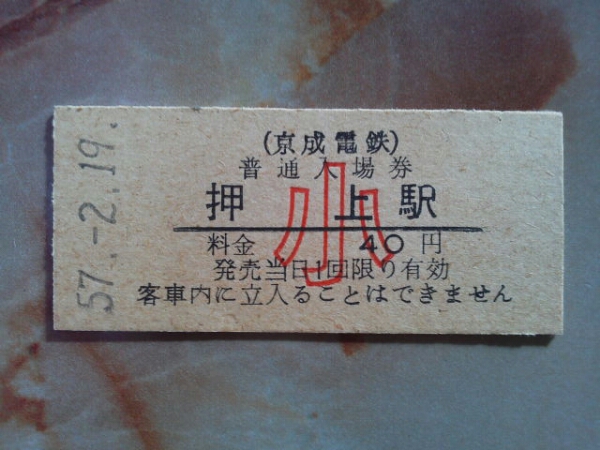 57.-2.19.
(京成電鉄)
普通入場券
押上駅
小
料金 40円
発売当日1回限り有効
客車内に立入ることはできません